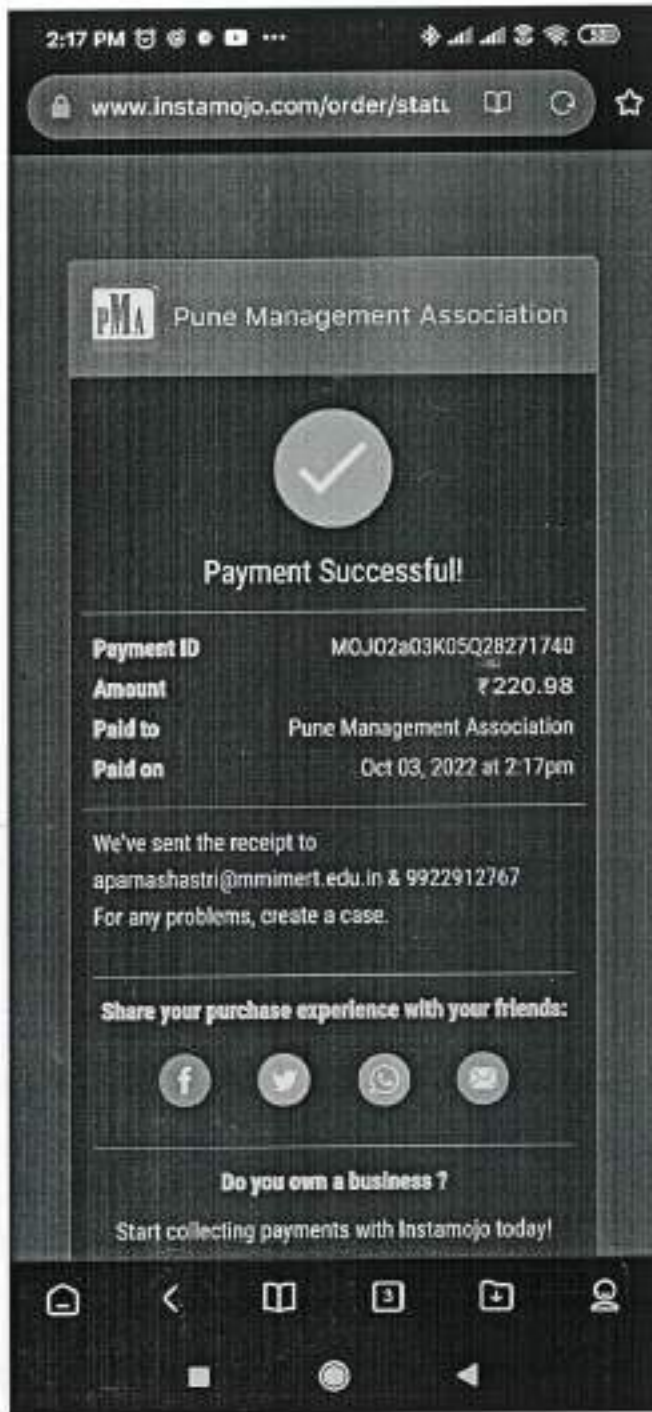 2:17 PM
www.instamojo.com/order/statu
PMA Pune Management Association
Payment Successful!
Payment ID MOJO2a03K05Q28271740
Amount ₹220.98
Paid to Pune Management Association
Paid on Oct 03, 2022 at 2:17pm
We've sent the receipt to
aparnashastri@mmimert.edu.in & 9922912767
For any problems, create a case.
Share your purchase experience with your friends:
Do you own a business ?
Start collecting payments with Instamojo today!
3